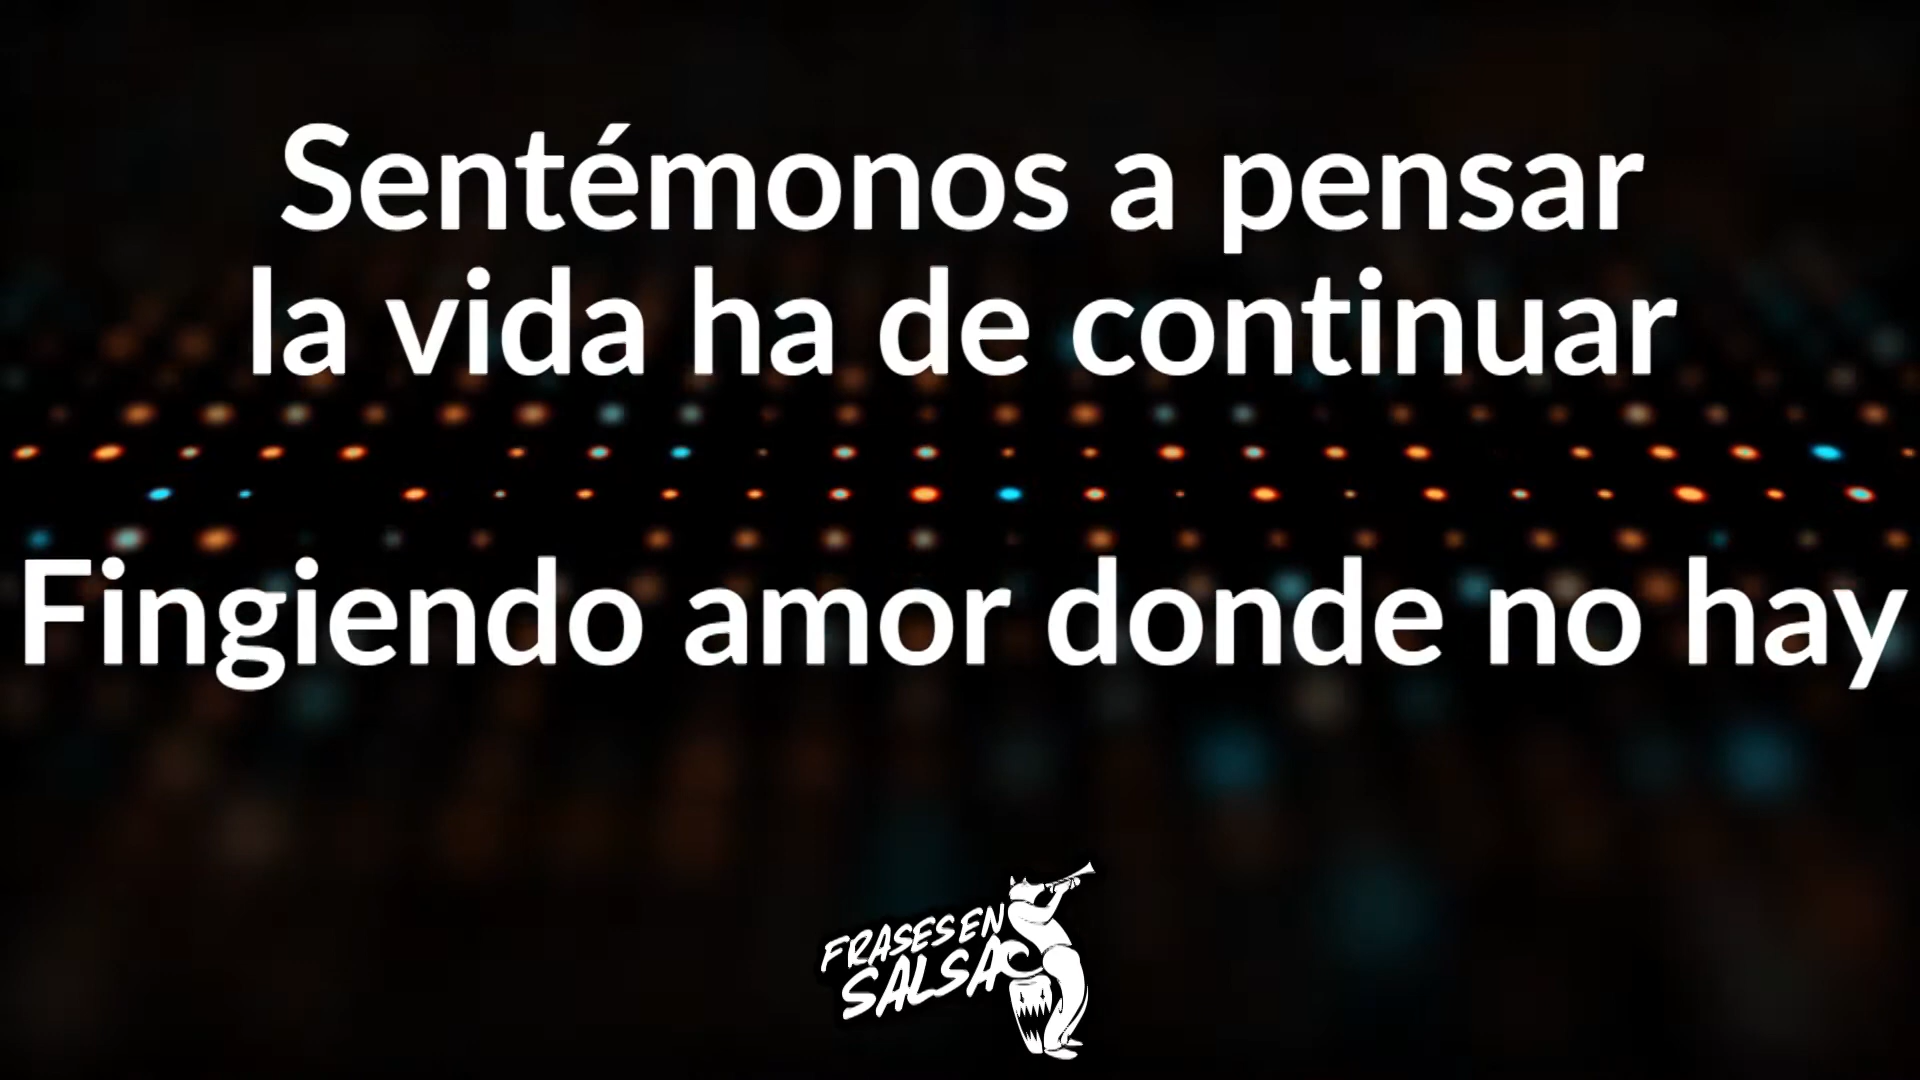 Sentémonos a pensar
la vida ha de continuar
Fingiendo amor donde no hay
FRASES EN
SALSA